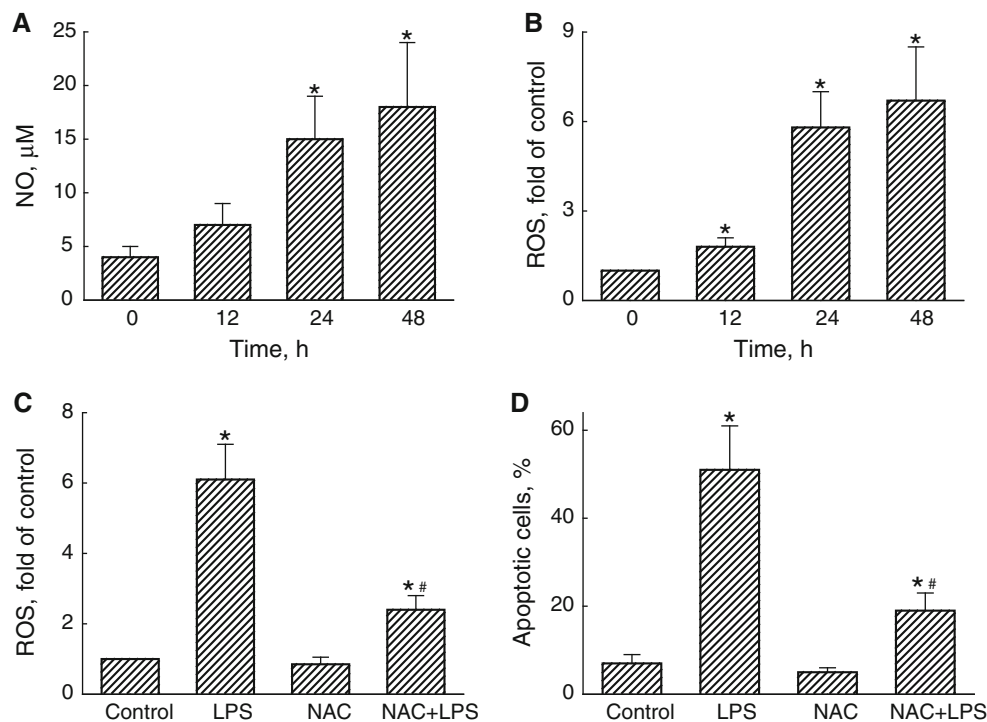 A
NO, μM
25
20
15
10
5
0
*
*
0 12 24 48
Time, h
B
ROS, fold of control
9
6
3
0
*
*
*
0 12 24 48
Time, h
C
ROS, fold of control
8
6
4
2
0
*
* #
Control LPS NAC NAC+LPS
D
Apoptotic cells, %
60
40
20
0
*
* #
Control LPS NAC NAC+LPS